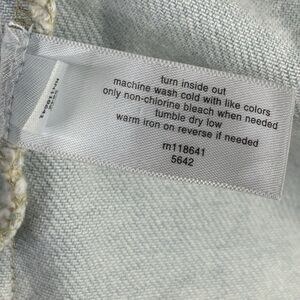 turn inside out
machine wash cold with like colors
only non-chlorine bleach when needed
tumble dry low
warm iron on reverse if needed
rn118641
5642